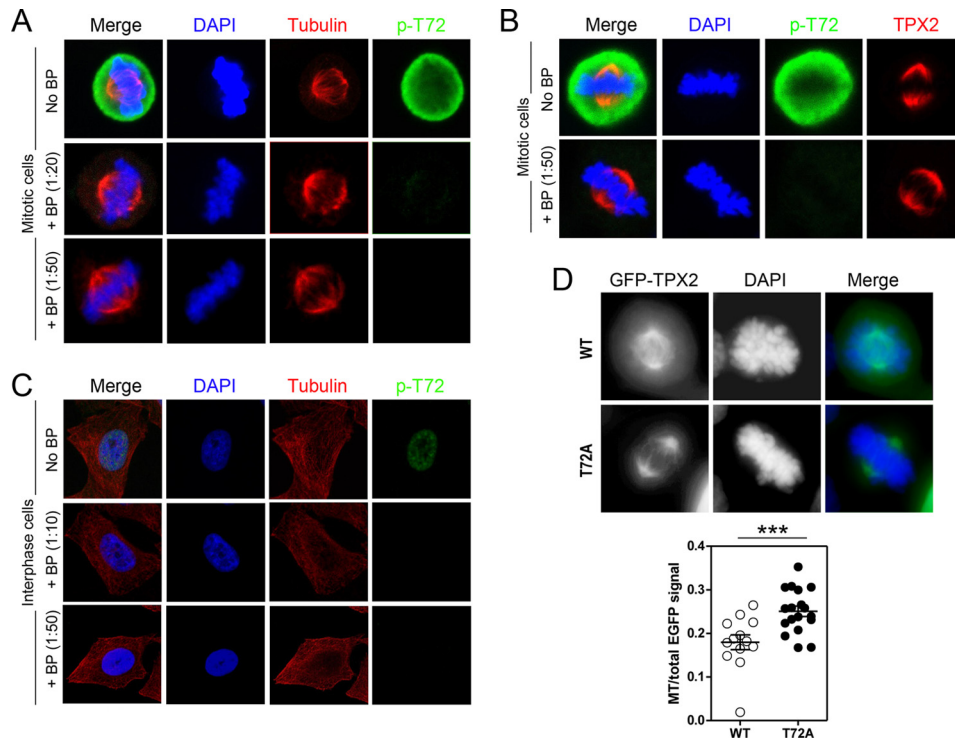 A
Merge DAPI Tubulin p-T72
Mitotic cells
No BP
+ BP (1:20)
+ BP (1:50)
B
Merge DAPI p-T72 TPX2
Mitotic cells
No BP
+ BP (1:50)
C
Merge DAPI Tubulin p-T72
Interphase cells
No BP
+ BP (1:10)
+ BP (1:50)
D
GFP-TPX2 DAPI Merge
WT
T72A
***
MT/total EGFP signal
0.4
0.3
0.2
0.1
0.0
WT T72A